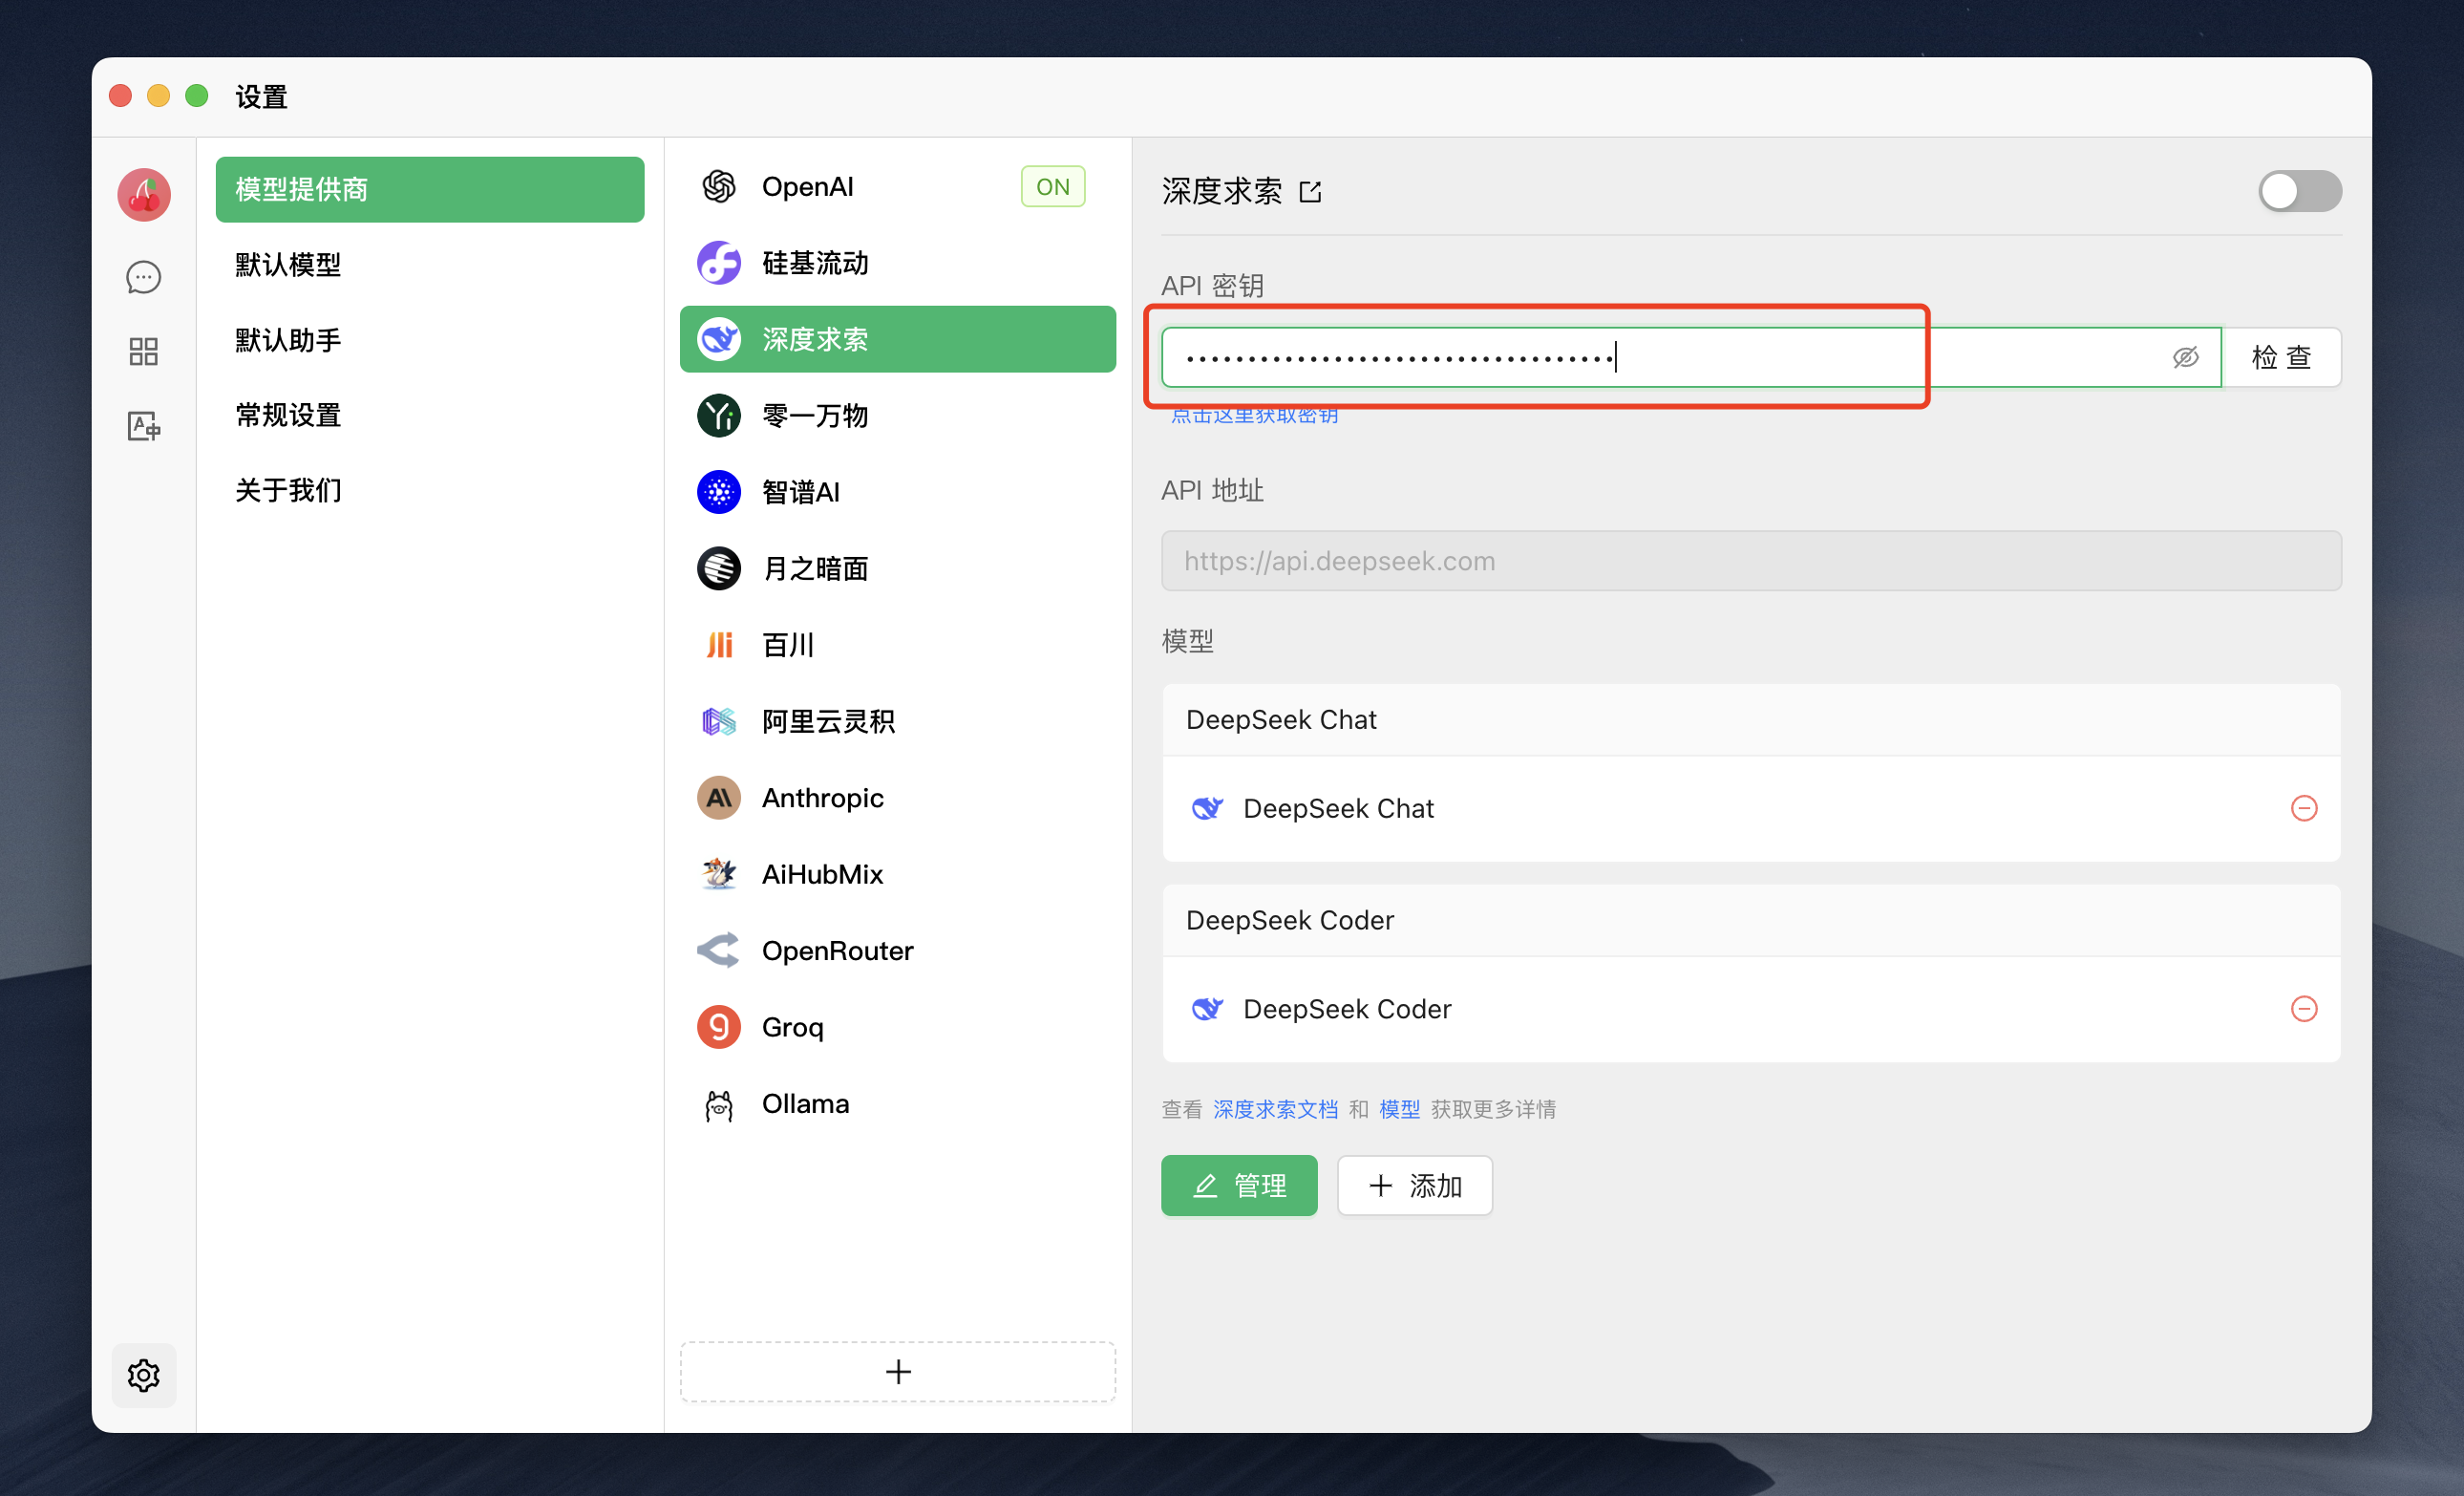 设置
模型提供商
默认模型
默认助手
常规设置
关于我们
OpenAI
ON
硅基流动
深度求索
零一万物
智谱AI
月之暗面
百川
阿里云灵积
Anthropic
AiHubMix
OpenRouter
Groq
Ollama
深度求索
API 密钥
检 查
点击这里获取密钥
API 地址
https://api.deepseek.com
模型
DeepSeek Chat
DeepSeek Chat
DeepSeek Coder
DeepSeek Coder
查看 深度求索文档 和 模型 获取更多详情
管理
添加